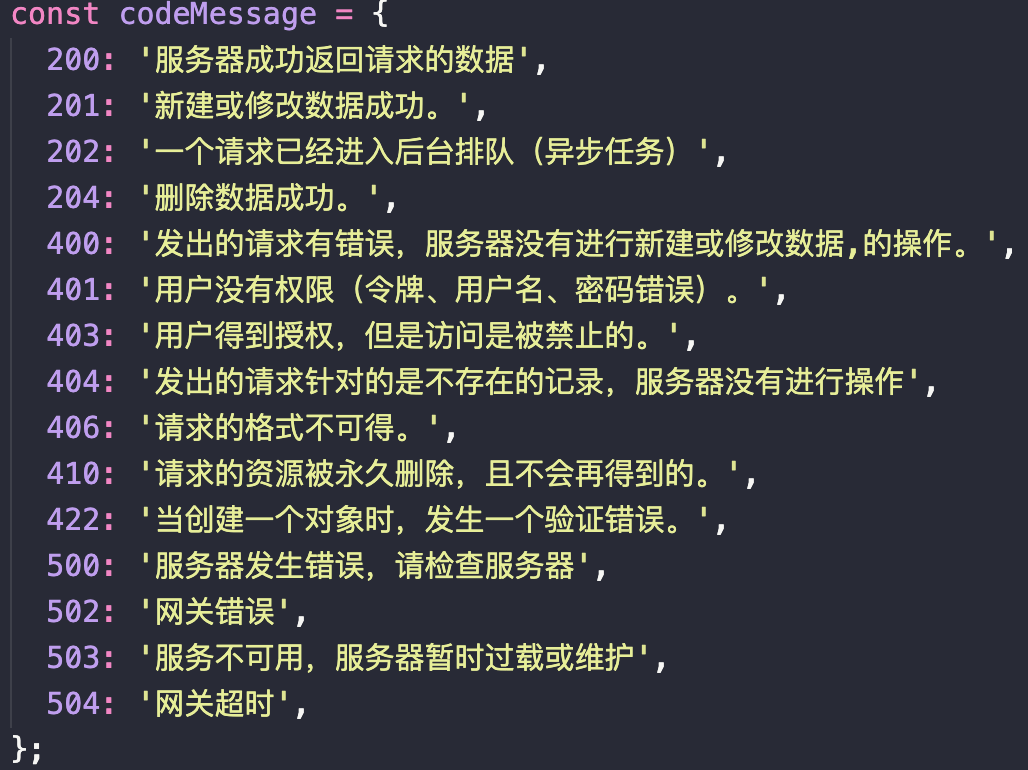 const codeMessage = {
  200: '服务器成功返回请求的数据',
  201: '新建或修改数据成功。',
  202: '一个请求已经进入后台排队（异步任务）',
  204: '删除数据成功。',
  400: '发出的请求有错误，服务器没有进行新建或修改数据,的操作。',
  401: '用户没有权限（令牌、用户名、密码错误）。',
  403: '用户得到授权，但是访问是被禁止的。',
  404: '发出的请求针对的是不存在的记录，服务器没有进行操作',
  406: '请求的格式不可得。',
  410: '请求的资源被永久删除，且不会再得到的。',
  422: '当创建一个对象时，发生一个验证错误。',
  500: '服务器发生错误，请检查服务器',
  502: '网关错误',
  503: '服务不可用，服务器暂时过载或维护',
  504: '网关超时',
};